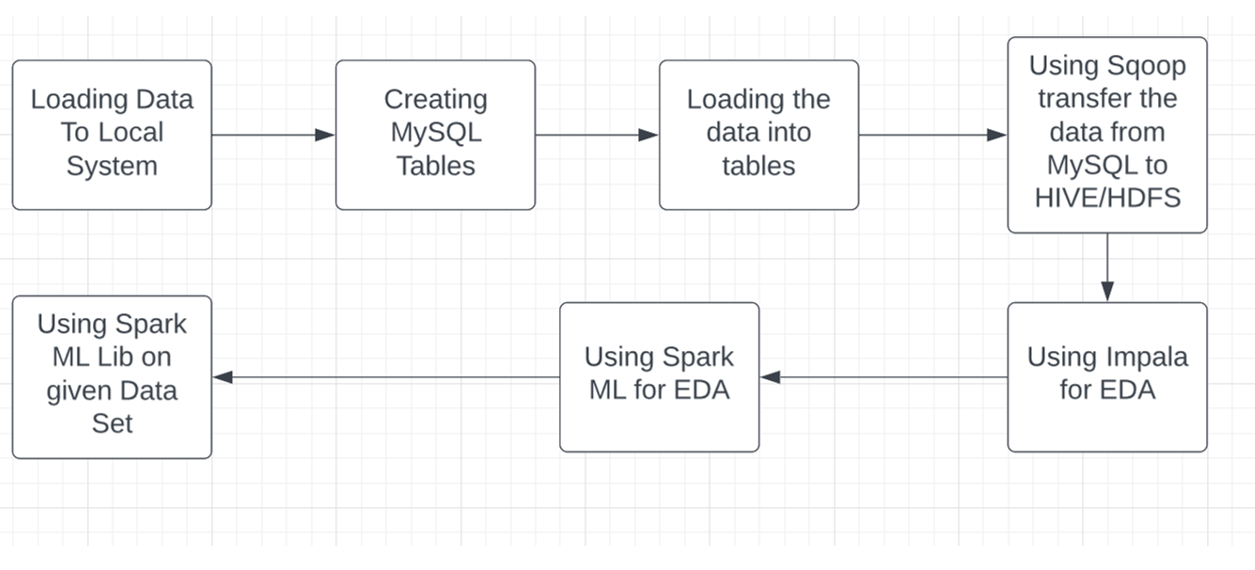 Loading Data
To Local
System
Creating
MySQL
Tables
Loading the
data into
tables
Using Sqoop
transfer the
data from
MySQL to
HIVE/HDFS
Using Impala
for EDA
Using Spark
ML for EDA
Using Spark
ML Lib on
given Data
Set